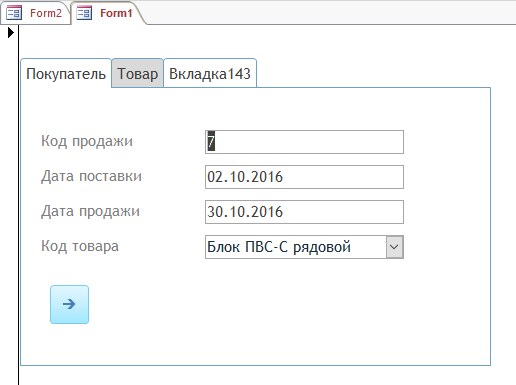 Form2 Form1
Покупатель Товар Вкладка143
Код продажи 7
Дата поставки 02.10.2016
Дата продажи 30.10.2016
Код товара Блок ПВС-С рядовой